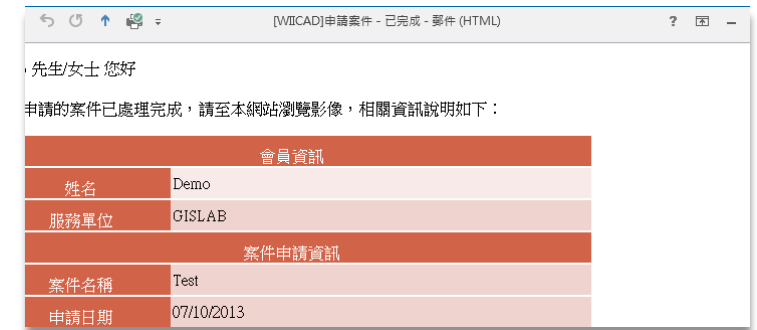 [WIICAD]申請案件 - 已完成 - 郵件 (HTML)
先生/女士 您好
申請的案件已處理完成，請至本網站瀏覽影像，相關資訊說明如下：
會員資訊
姓名 Demo
服務單位 GISLAB
案件申請資訊
案件名稱 Test
申請日期 07/10/2013